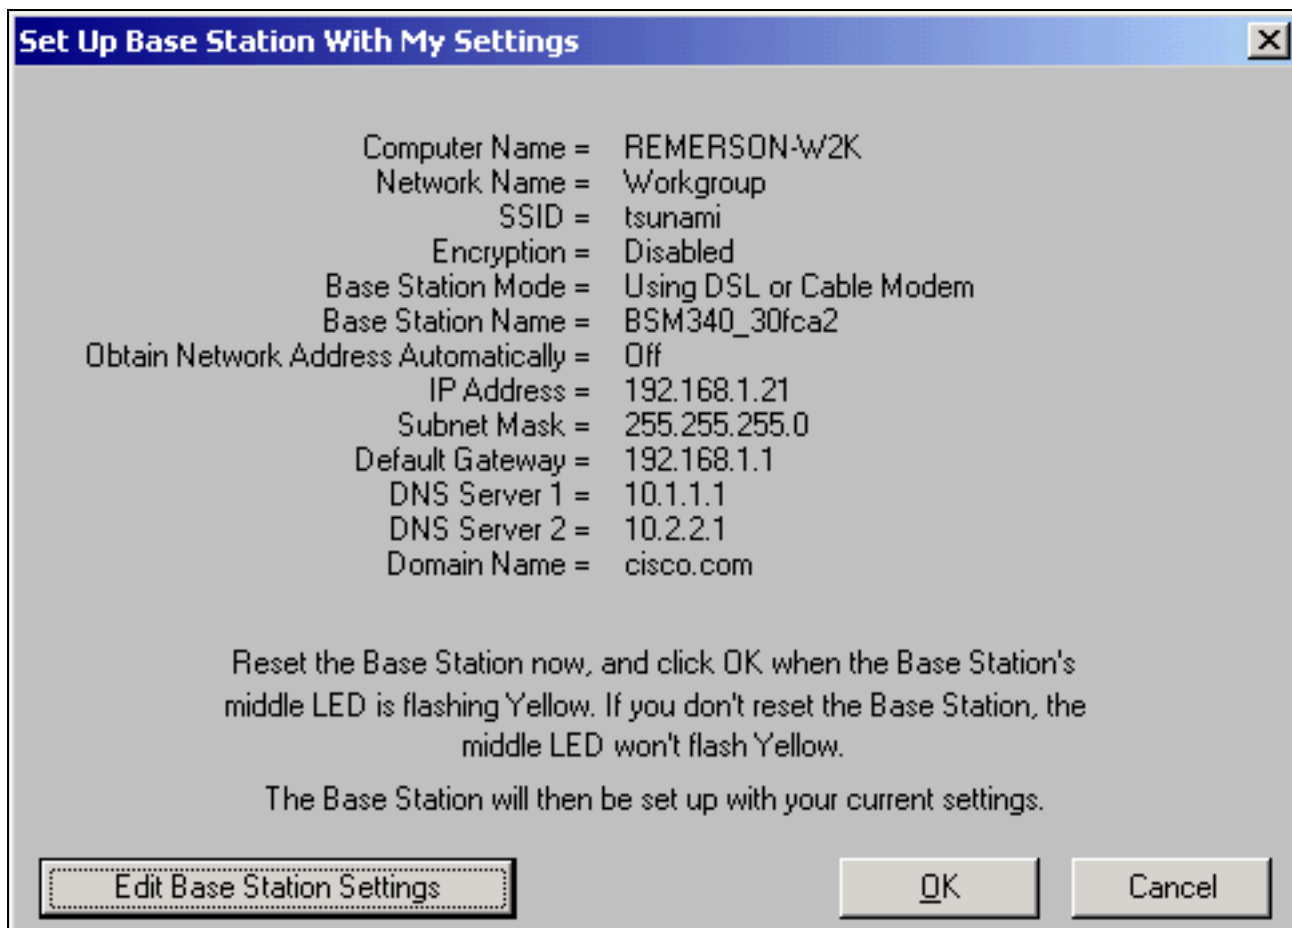 Set Up Base Station With My Settings
Computer Name = REMERSON-W2K
Network Name = Workgroup
SSID = tsunami
Encryption = Disabled
Base Station Mode = Using DSL or Cable Modem
Base Station Name = BSM340_30fca2
Obtain Network Address Automatically = Off
IP Address = 192.168.1.21
Subnet Mask = 255.255.255.0
Default Gateway = 192.168.1.1
DNS Server 1 = 10.1.1.1
DNS Server 2 = 10.2.2.1
Domain Name = cisco.com
Reset the Base Station now, and click OK when the Base Station's
middle LED is flashing Yellow. If you don't reset the Base Station, the
middle LED won't flash Yellow.
The Base Station will then be set up with your current settings.
Edit Base Station Settings OK Cancel